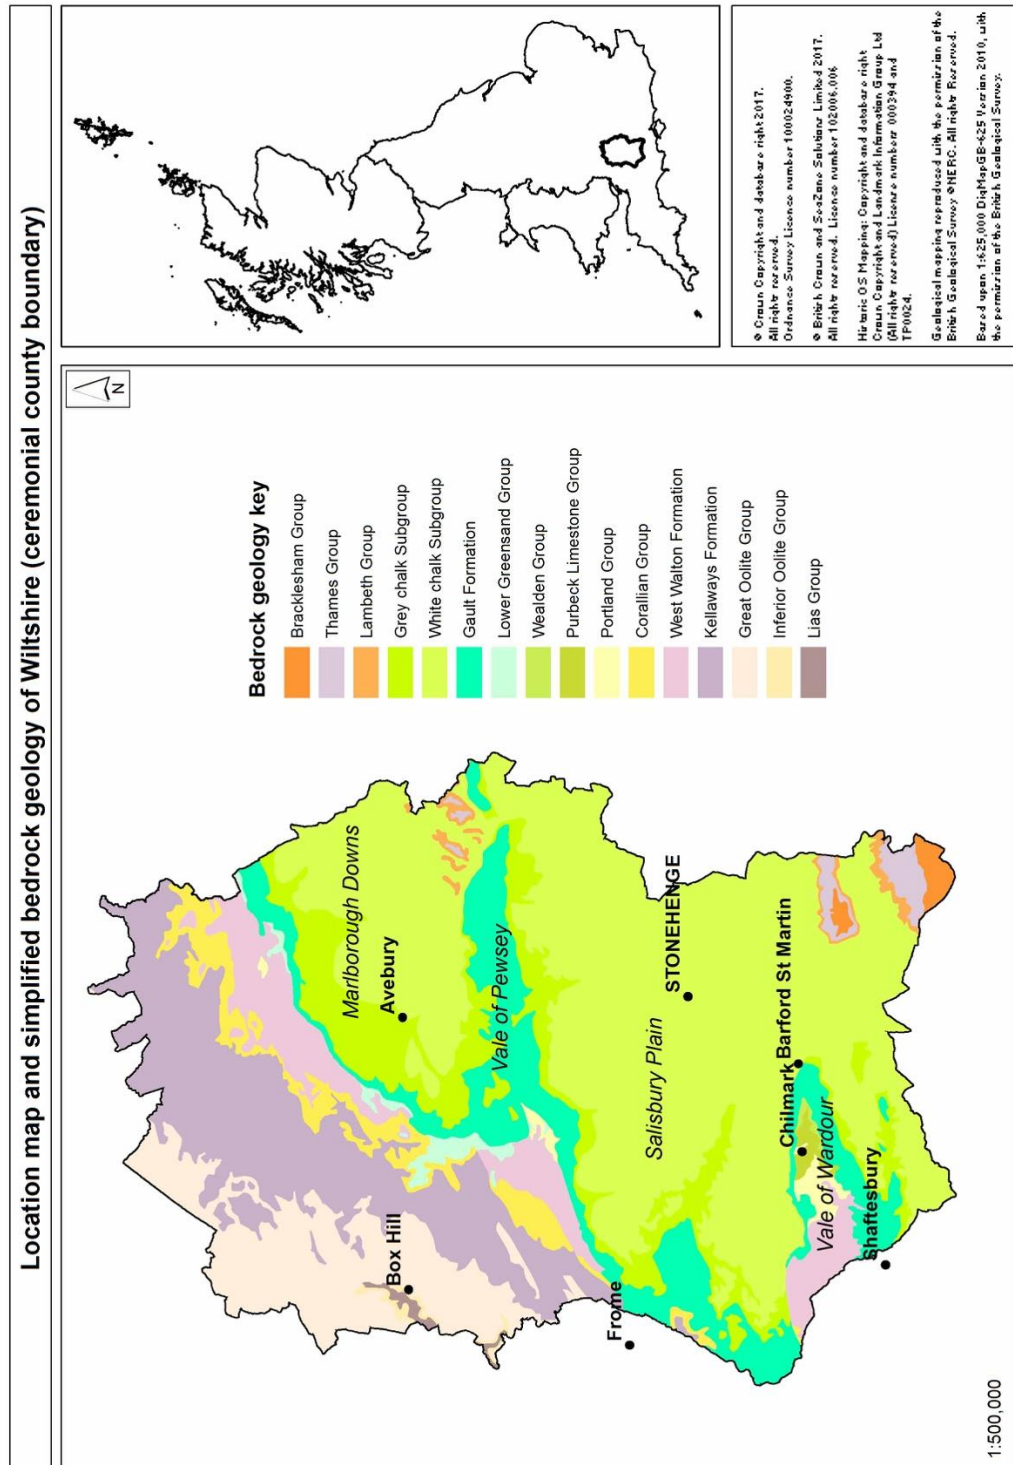 Location map and simplified bedrock geology of Wiltshire (ceremonial county boundary)
N
Bedrock geology key
Bracklesham Group
Thames Group
Lambeth Group
Grey chalk Subgroup
White chalk Subgroup
Gault Formation
Lower Greensand Group
Wealden Group
Purbeck Limestone Group
Portland Group
Corallian Group
West Walton Formation
Kellaways Formation
Great Oolite Group
Inferior Oolite Group
Lias Group
Marlborough Downs
Avebury
Box Hill
Vale of Pewsey
Frome
Salisbury Plain
STONEHENGE
Chilmark
Barford St Martin
Vale of Wardour
Shaftesbury
1:500,000
© Crown Copyright and database right 2017.
All rights reserved.
Ordnance Survey Licence number 100024900.
© British Crown and SeaZone Solutions Limited 2017.
All rights reserved. Licence number 102006.006
Historic OS Mapping: Copyright and database right
Crown Copyright and Landmark Information Group Ltd
(All rights reserved) License numbers 000394 and
TP0024.
Geological mapping reproduced with the permission of the
British Geological Survey ©NERC. All rights Reserved.
Based upon 1:625,000 DigMapGB-625 Version 2010, with
the permission of the British Geological Survey.